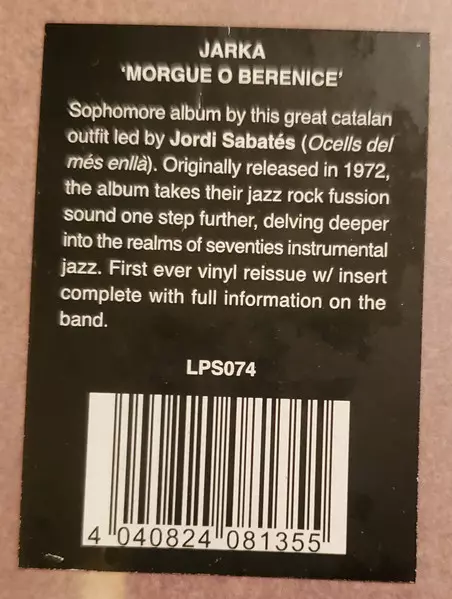 JARKA
'MORGUE O BERENICE'
Sophomore album by this great catalan
outfit led by Jordi Sabatés (Ocells del
més enllà). Originally released in 1972,
the album takes their jazz rock fussion
sound one step further, delving deeper
into the realms of seventies instrumental
jazz. First ever vinyl reissue w/ insert
complete with full information on the
band.
LPS074
4 040824 081355